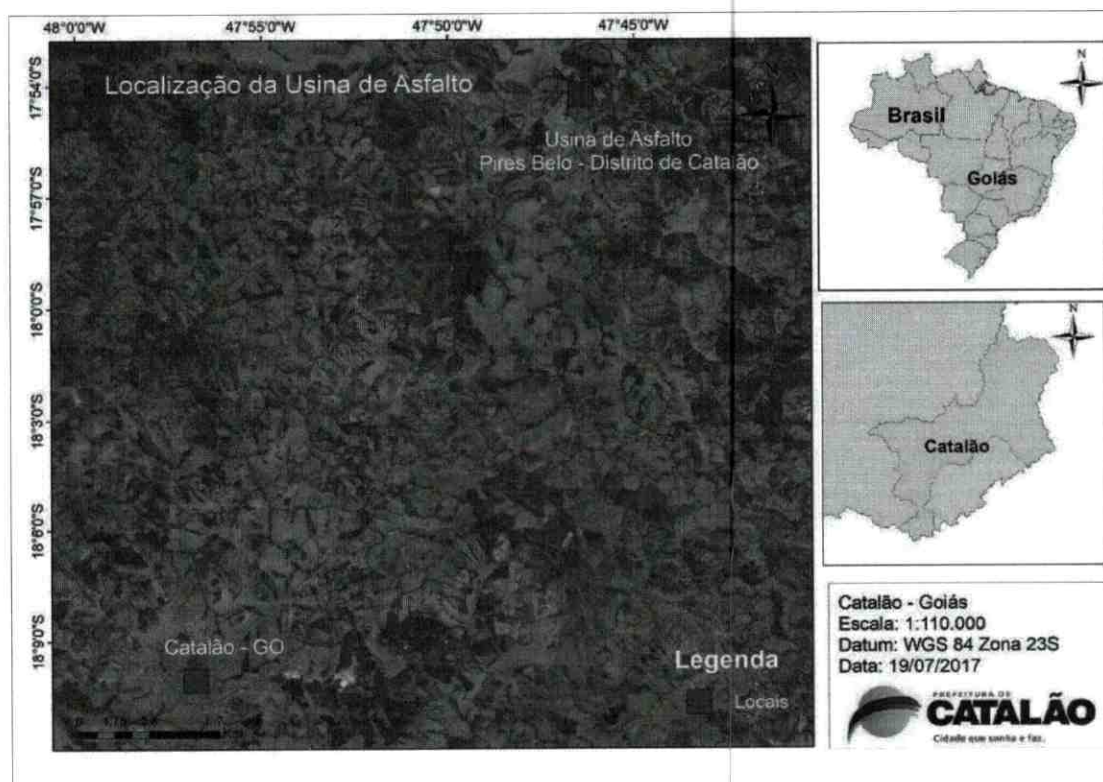 48°0'0"W 47°55'0"W 47°50'0"W 47°45'0"W
17°54'0"S
17°57'0"S
18°0'0"S
18°3'0"S
18°6'0"S
18°9'0"S
Localização da Usina de Asfalto
Usina de Asfalto
Pires Belo - Distrito de Catalão
Catalão - GO
Legenda
Locais
N
Brasil
Goiás
N
Catalão
Catalão - Goiás
Escala: 1:110.000
Datum: WGS 84 Zona 23S
Data: 19/07/2017
PREFEITURA DE
CATALÃO
Cidade que sonha e faz.